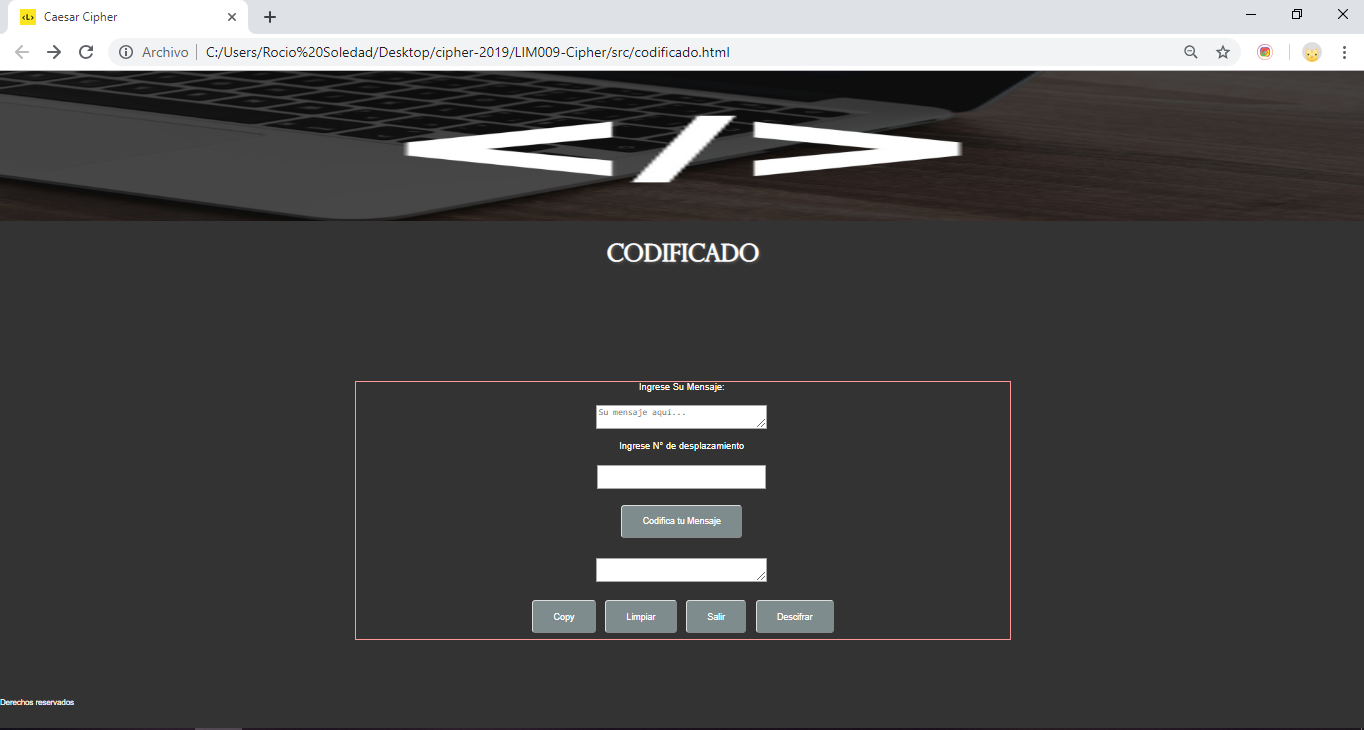 <L> Caesar Cipher
Archivo C:/Users/Rocio%20Soledad/Desktop/cipher-2019/LIM009-Cipher/src/codificado.html
</>
CODIFICADO
Ingrese Su Mensaje:
Su mensaje aquí...
Ingrese N° de desplazamiento
Codifica tu Mensaje
Copy Limpiar Salir Descifrar
Derechos reservados